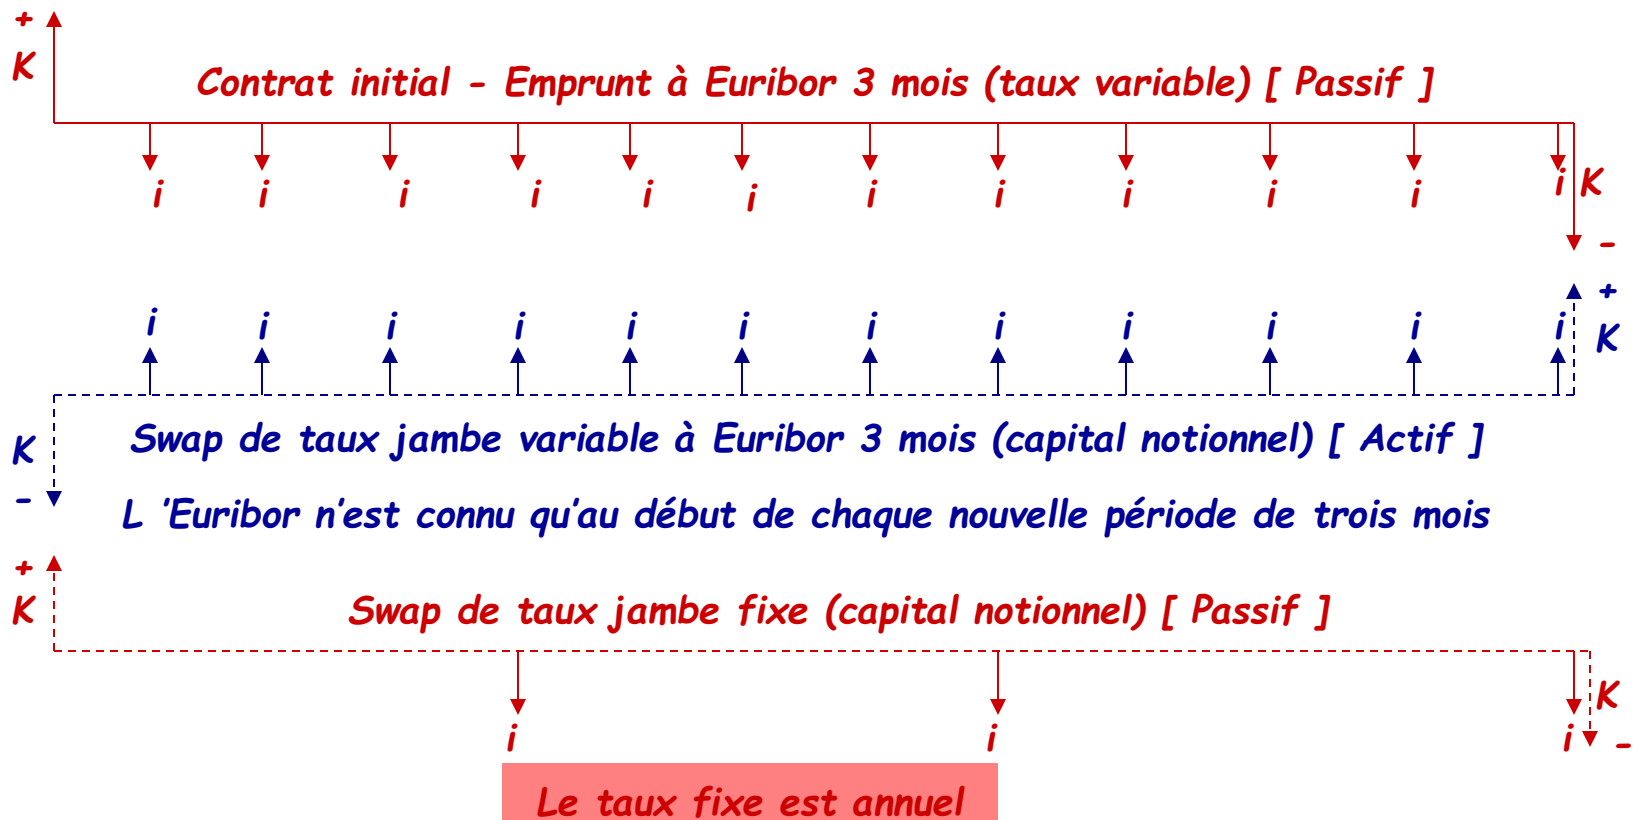 +
K
Contrat initial - Emprunt à Euribor 3 mois (taux variable) [ Passif ]
i i i i i i i i i i i i K
-
+
i i i i i i i i i i i i K
K
Swap de taux jambe variable à Euribor 3 mois (capital notionnel) [ Actif ]
-
L 'Euribor n'est connu qu'au début de chaque nouvelle période de trois mois
+
K
Swap de taux jambe fixe (capital notionnel) [ Passif ]
K
i i i -
Le taux fixe est annuel